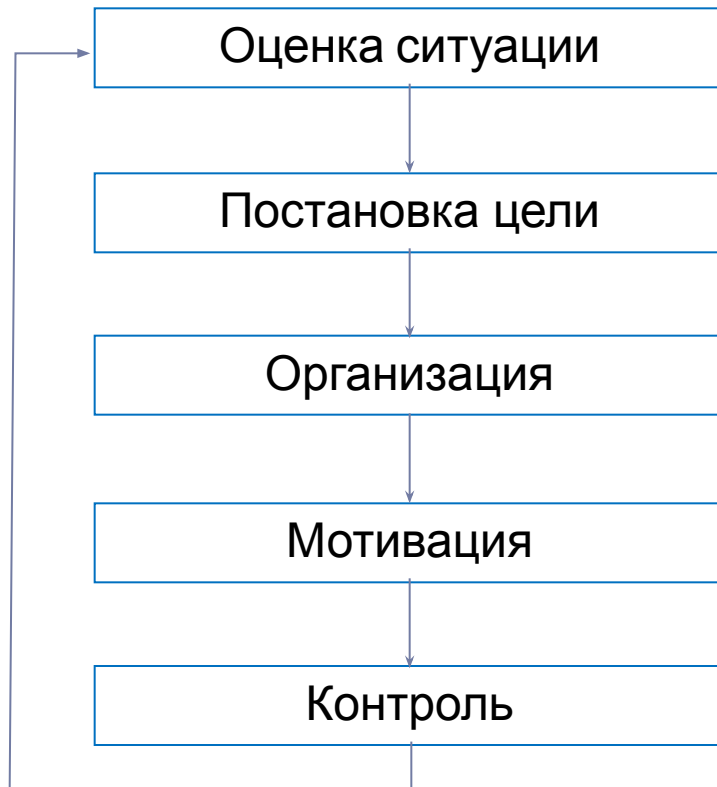 Оценка ситуации
Постановка цели
Организация
Мотивация
Контроль